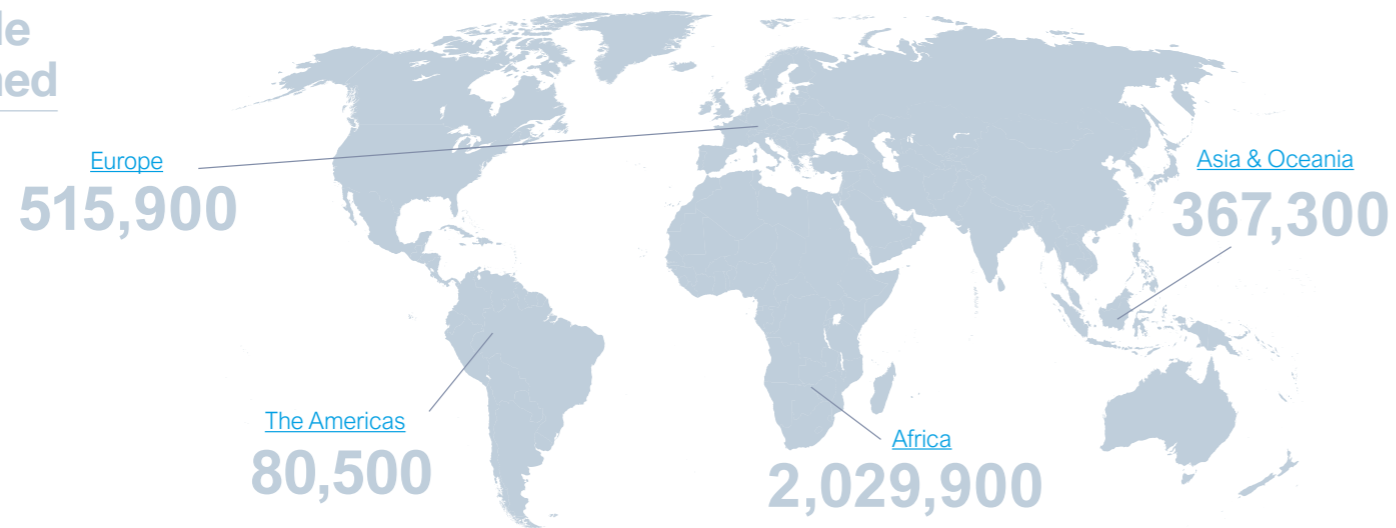 Europe
515,900
Asia & Oceania
367,300
The Americas
80,500
Africa
2,029,900